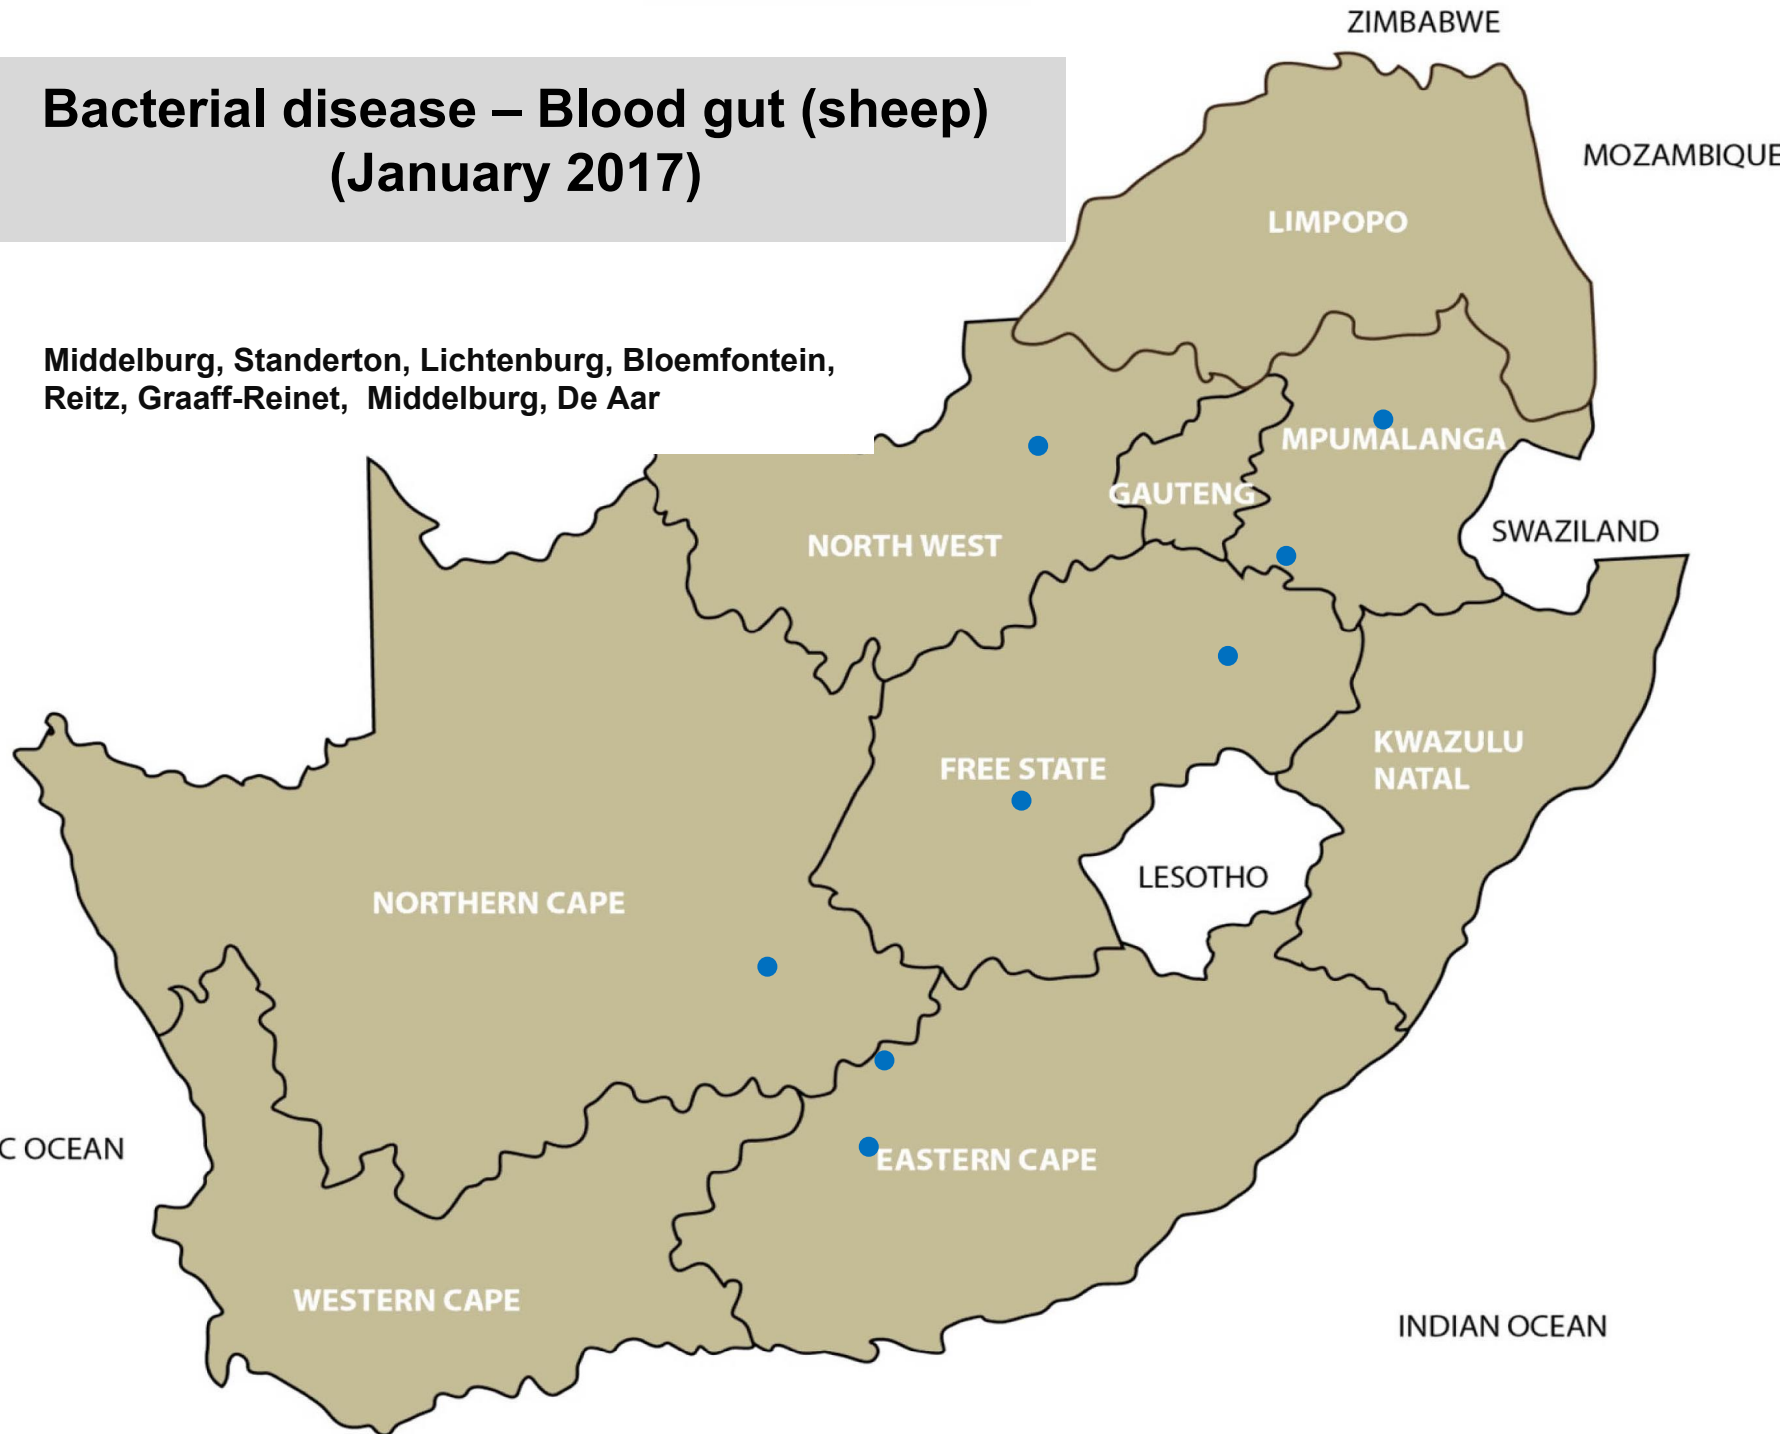 Bacterial disease – Blood gut (sheep)
(January 2017)
Middelburg, Standerton, Lichtenburg, Bloemfontein,
Reitz, Graaff-Reinet,  Middelburg, De Aar
ZIMBABWE
MOZAMBIQUE
LIMPOPO
MPUMALANGA
GAUTENG
SWAZILAND
NORTH WEST
KWAZULU
NATAL
FREE STATE
LESOTHO
NORTHERN CAPE
C OCEAN
EASTERN CAPE
WESTERN CAPE
INDIAN OCEAN